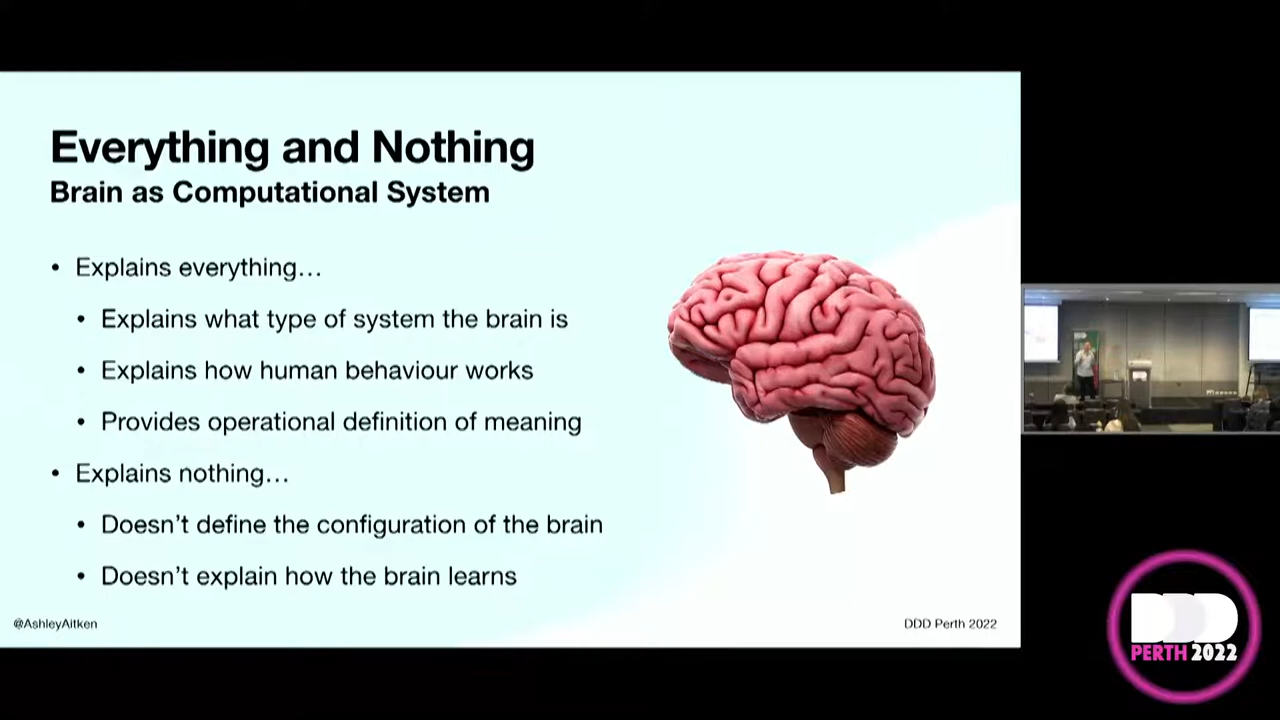 Everything and Nothing
Brain as Computational System
• Explains everything…
• Explains what type of system the brain is
• Explains how human behaviour works
• Provides operational definition of meaning
• Explains nothing…
• Doesn’t define the configuration of the brain
• Doesn’t explain how the brain learns
@AshleyAitken
DDD Perth 2022
DDD
PERTH 2022